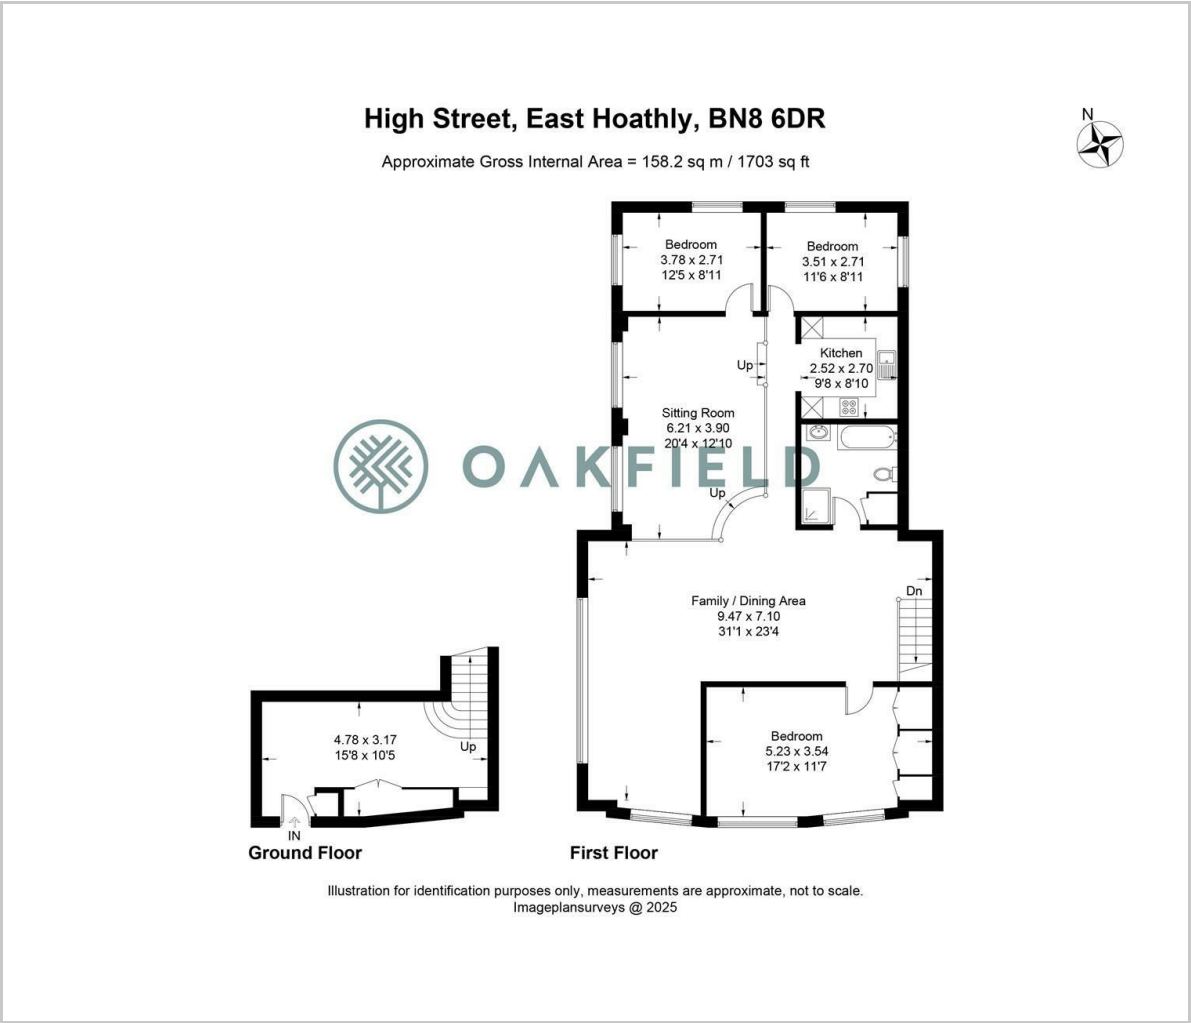 High Street, East Hoathly, BN8 6DR
N
Approximate Gross Internal Area = 158.2 sq m / 1703 sq ft
Bedroom
3.78 x 2.71
12'5 x 8'11
Bedroom
3.51 x 2.71
11'6 x 8'11
Up
Kitchen
2.52 x 2.70
9'8 x 8'10
Sitting Room
6.21 x 3.90
20'4 x 12'10
OAKFIELD
Up
Family / Dining Area
9.47 x 7.10
31'1 x 23'4
Dn
4.78 x 3.17
15'8 x 10'5
Up
Bedroom
5.23 x 3.54
17'2 x 11'7
IN
Ground Floor
First Floor
Illustration for identification purposes only, measurements are approximate, not to scale.
Imageplansurveys @ 2025